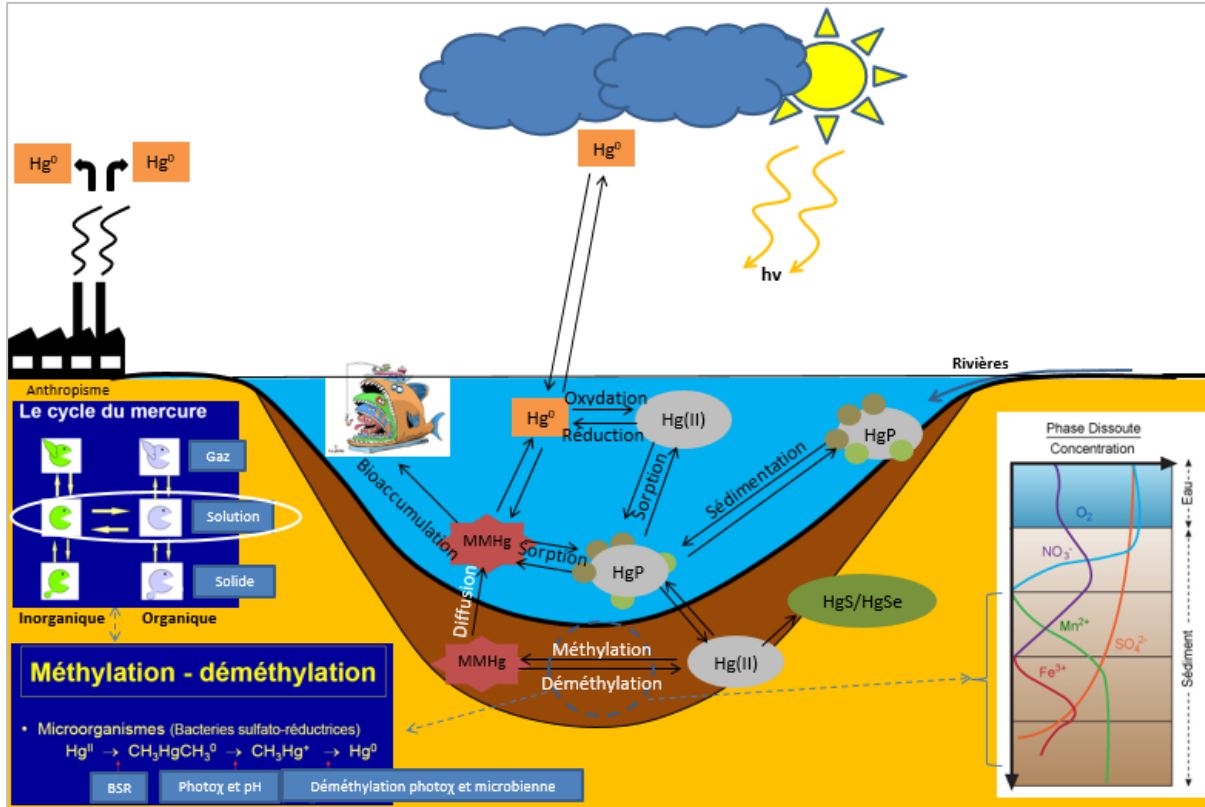 Hg⁰
Hg⁰
Hg⁰
hν
Anthropisme
Rivières
Le cycle du mercure
Gaz
Solution
Solide
Inorganique
Organique
Méthylation - déméthylation
• Microorganismes (Bacteries sulfato-réductrices)
Hgᴵᴵ → CH₃HgCH₃⁰ → CH₃Hg⁺ → Hg⁰
BSR
Photoχ et pH
Déméthylation photoχ et microbienne
Hg⁰
Oxydation
Réduction
Hg(II)
HgP
Bioaccumulation
Sorption
Sédimentation
MMHg
Sorption
HgP
Diffusion
HgS/HgSe
MMHg
Méthylation
Déméthylation
Hg(II)
Phase Dissoute
Concentration
O₂
NO₃⁻
Mn²⁺
SO₄²⁻
Fe³⁺
Eau
Sédiment